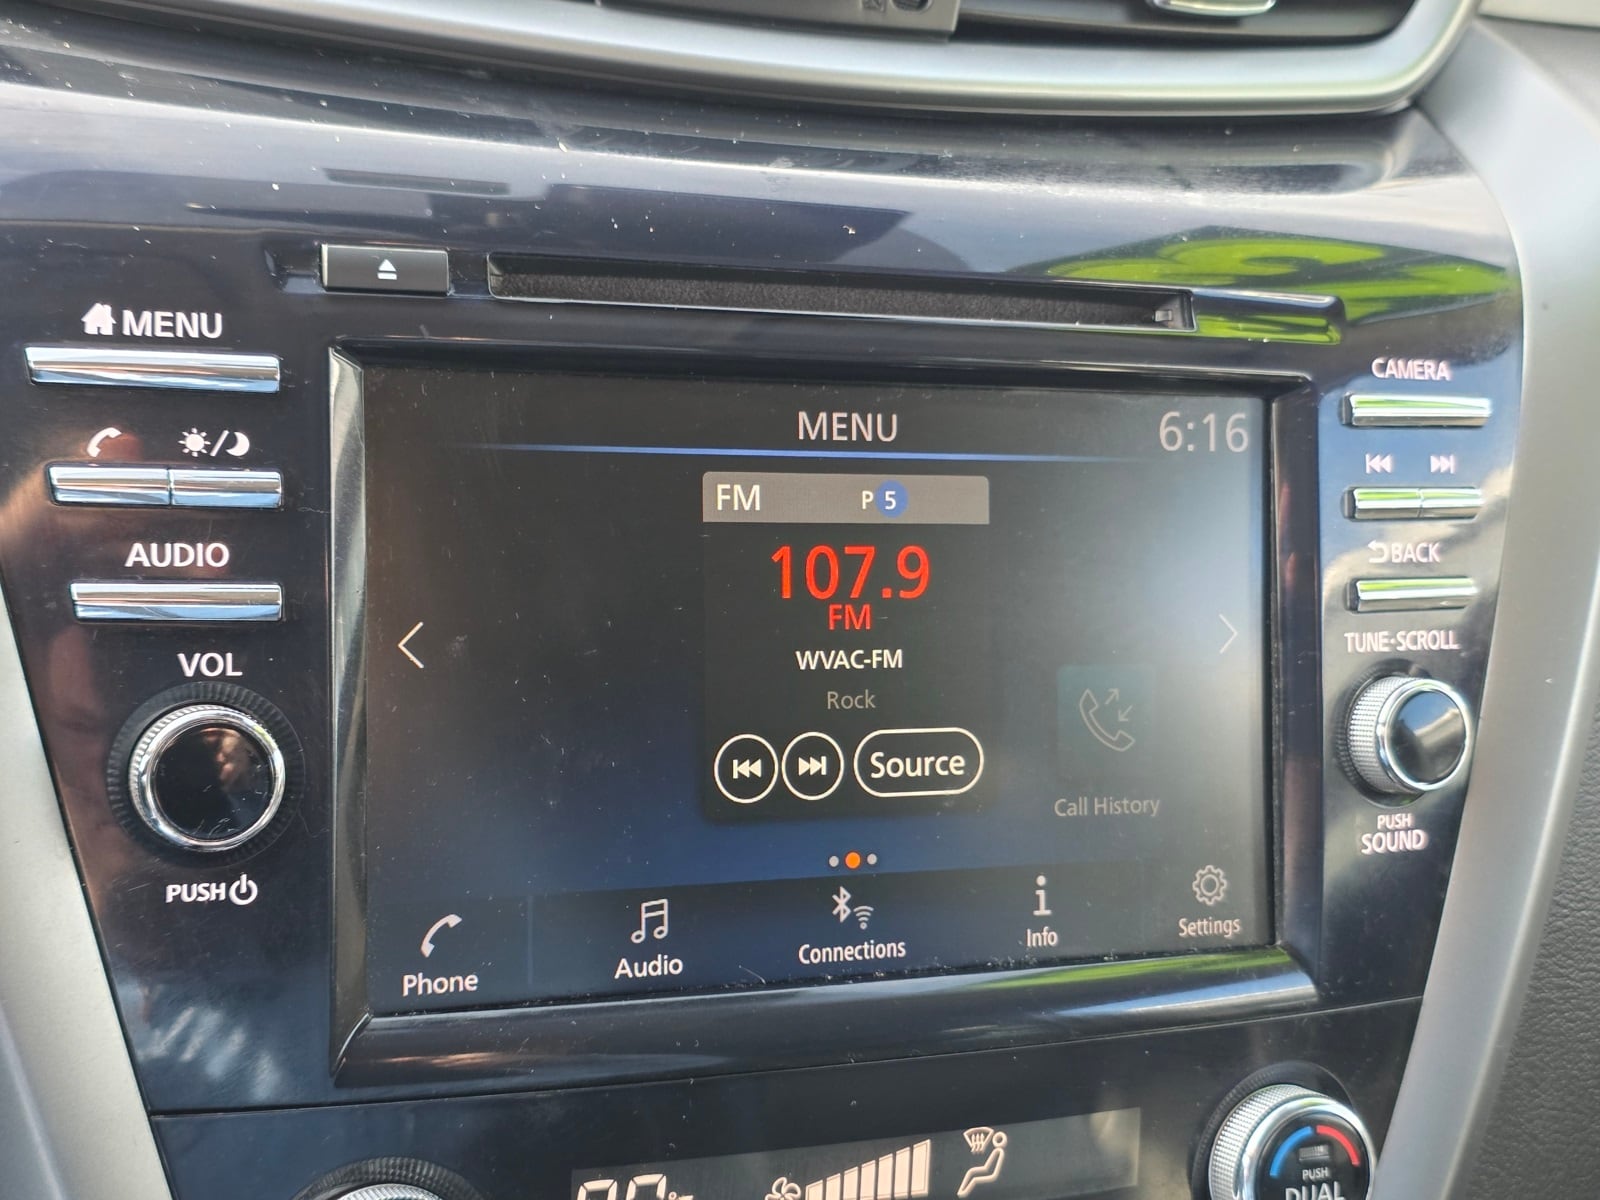 MENU
AUDIO
VOL
PUSH
MENU
6:16
FM
P 5
107.9
FM
WVAC-FM
Rock
Source
Call History
Phone
Audio
Connections
Info
Settings
CAMERA
BACK
TUNE·SCROLL
PUSH
SOUND
PUSH
DUAL